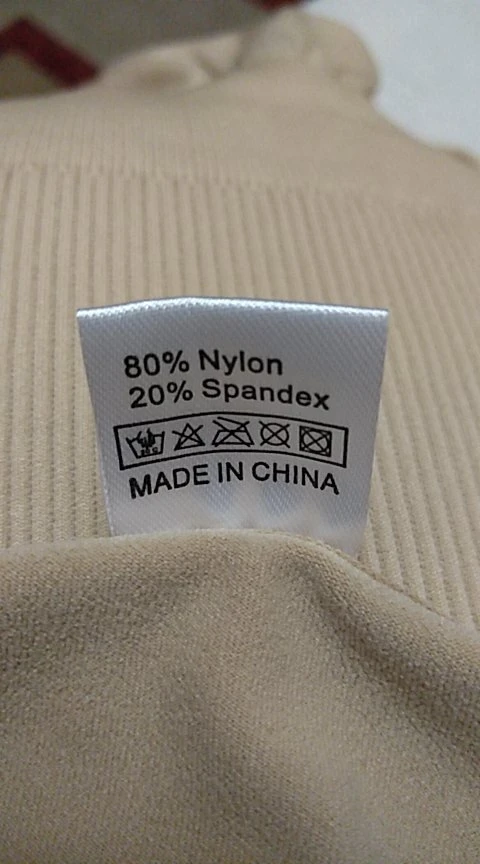 80% Nylon
20% Spandex
MADE IN CHINA